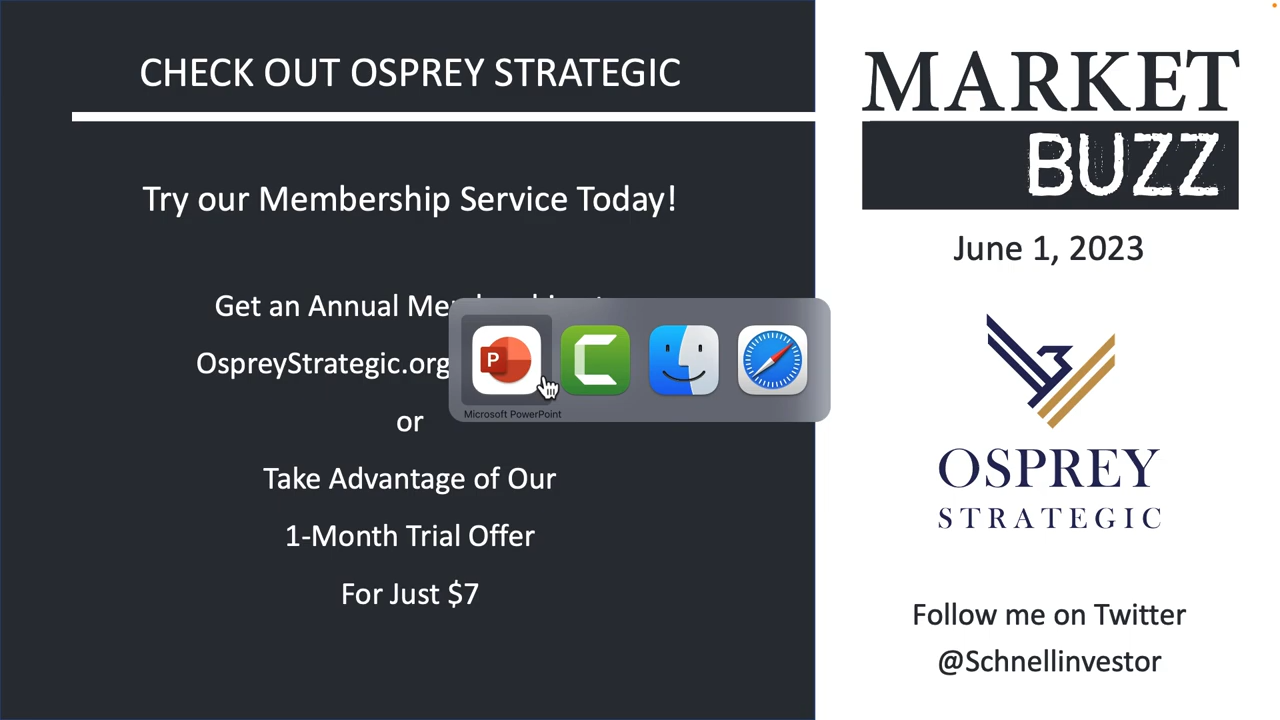 CHECK OUT OSPREY STRATEGIC
Try our Membership Service Today!
Get an Annual
OspreyStrategic.org
or
Take Advantage of Our
1-Month Trial Offer
For Just $7
P
Microsoft PowerPoint
MARKET
BUZZ
June 1, 2023
OSPREY
STRATEGIC
Follow me on Twitter
@Schnellinvestor